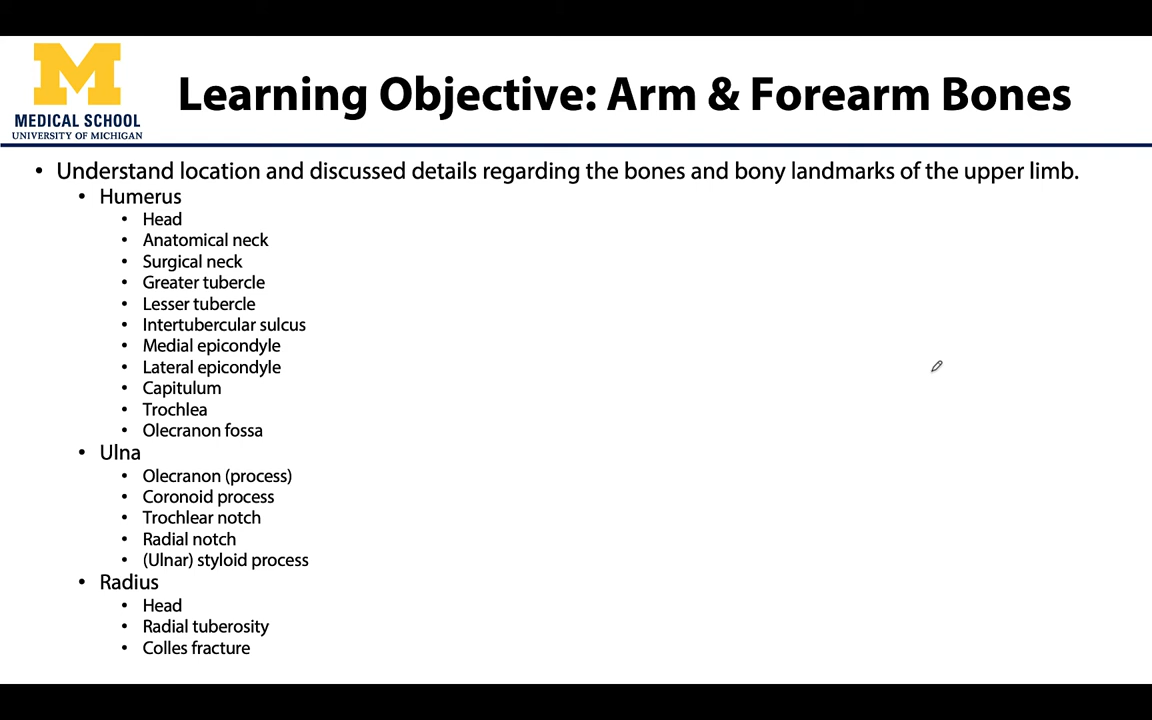 M
MEDICAL SCHOOL
UNIVERSITY OF MICHIGAN
Learning Objective: Arm & Forearm Bones
• Understand location and discussed details regarding the bones and bony landmarks of the upper limb.
• Humerus
• Head
• Anatomical neck
• Surgical neck
• Greater tubercle
• Lesser tubercle
• Intertubercular sulcus
• Medial epicondyle
• Lateral epicondyle
• Capitulum
• Trochlea
• Olecranon fossa
• Ulna
• Olecranon (process)
• Coronoid process
• Trochlear notch
• Radial notch
• (Ulnar) styloid process
• Radius
• Head
• Radial tuberosity
• Colles fracture